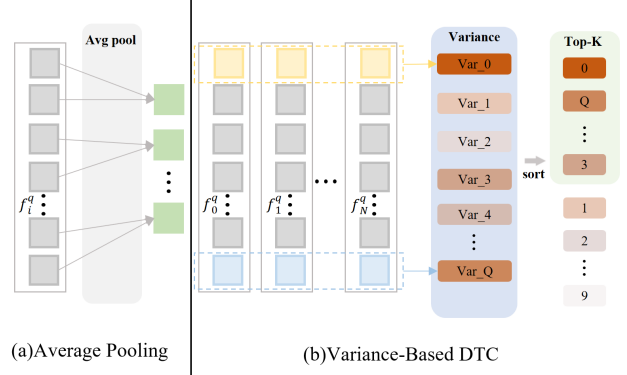 Avg pool
f_i^q
(a)Average Pooling
f_0^q
f_1^q
f_N^q
Variance
Var_0
Var_1
Var_2
Var_3
Var_4
Var_Q
sort
Top-K
0
Q
3
1
2
9
(b)Variance-Based DTC